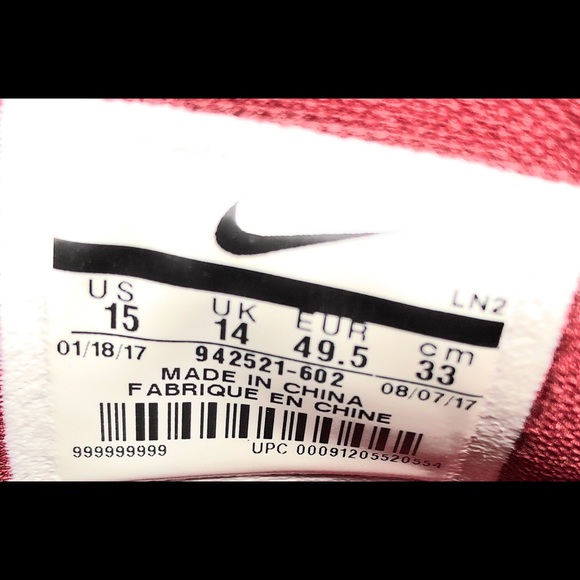 LN2
US UK EUR cm
15 14 49.5 33
01/18/17 942521-602 08/07/17
MADE IN CHINA
FABRIQUE EN CHINE
999999999 UPC 00091205520554